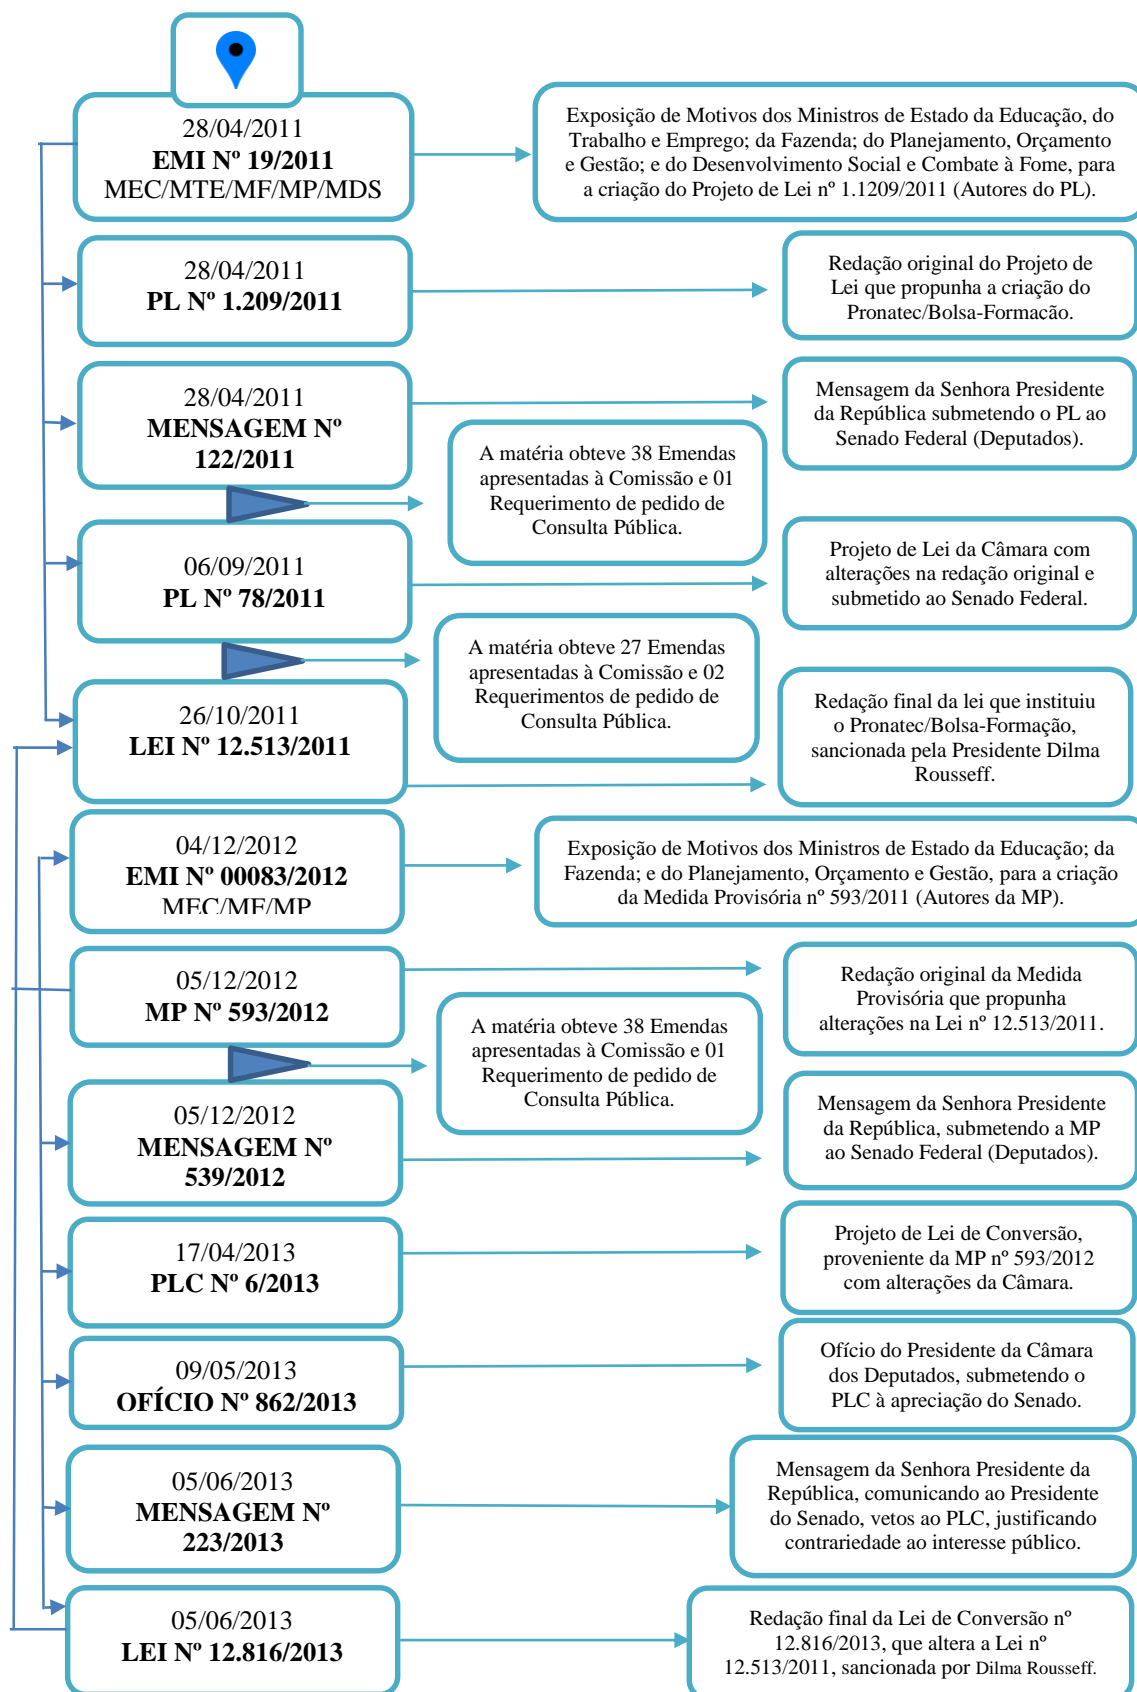 28/04/2011
EMI Nº 19/2011
MEC/MTE/MF/MP/MDS
Exposição de Motivos dos Ministros de Estado da Educação, do
Trabalho e Emprego; da Fazenda; do Planejamento, Orçamento
e Gestão; e do Desenvolvimento Social e Combate à Fome, para
a criação do Projeto de Lei nº 1.1209/2011 (Autores do PL).
28/04/2011
PL Nº 1.209/2011
Redação original do Projeto de
Lei que propunha a criação do
Pronatec/Bolsa-Formacão.
28/04/2011
MENSAGEM Nº
122/2011
Mensagem da Senhora Presidente
da República submetendo o PL ao
Senado Federal (Deputados).
A matéria obteve 38 Emendas
apresentadas à Comissão e 01
Requerimento de pedido de
Consulta Pública.
06/09/2011
PL Nº 78/2011
Projeto de Lei da Câmara com
alterações na redação original e
submetido ao Senado Federal.
A matéria obteve 27 Emendas
apresentadas à Comissão e 02
Requerimentos de pedido de
Consulta Pública.
26/10/2011
LEI Nº 12.513/2011
Redação final da lei que instituiu
o Pronatec/Bolsa-Formação,
sancionada pela Presidente Dilma
Rousseff.
04/12/2012
EMI Nº 00083/2012
MEC/MF/MP
Exposição de Motivos dos Ministros de Estado da Educação; da
Fazenda; e do Planejamento, Orçamento e Gestão, para a criação
da Medida Provisória nº 593/2011 (Autores da MP).
05/12/2012
MP Nº 593/2012
Redação original da Medida
Provisória que propunha
alterações na Lei nº 12.513/2011.
A matéria obteve 38 Emendas
apresentadas à Comissão e 01
Requerimento de pedido de
Consulta Pública.
05/12/2012
MENSAGEM Nº
539/2012
Mensagem da Senhora Presidente
da República, submetendo a MP
ao Senado Federal (Deputados).
17/04/2013
PLC Nº 6/2013
Projeto de Lei de Conversão,
proveniente da MP nº 593/2012
com alterações da Câmara.
09/05/2013
OFÍCIO Nº 862/2013
Ofício do Presidente da Câmara
dos Deputados, submetendo o
PLC à apreciação do Senado.
05/06/2013
MENSAGEM Nº
223/2013
Mensagem da Senhora Presidente da
República, comunicando ao Presidente
do Senado, vetos ao PLC, justificando
contrariedade ao interesse público.
05/06/2013
LEI Nº 12.816/2013
Redação final da Lei de Conversão nº
12.816/2013, que altera a Lei nº
12.513/2011, sancionada por Dilma Rousseff.